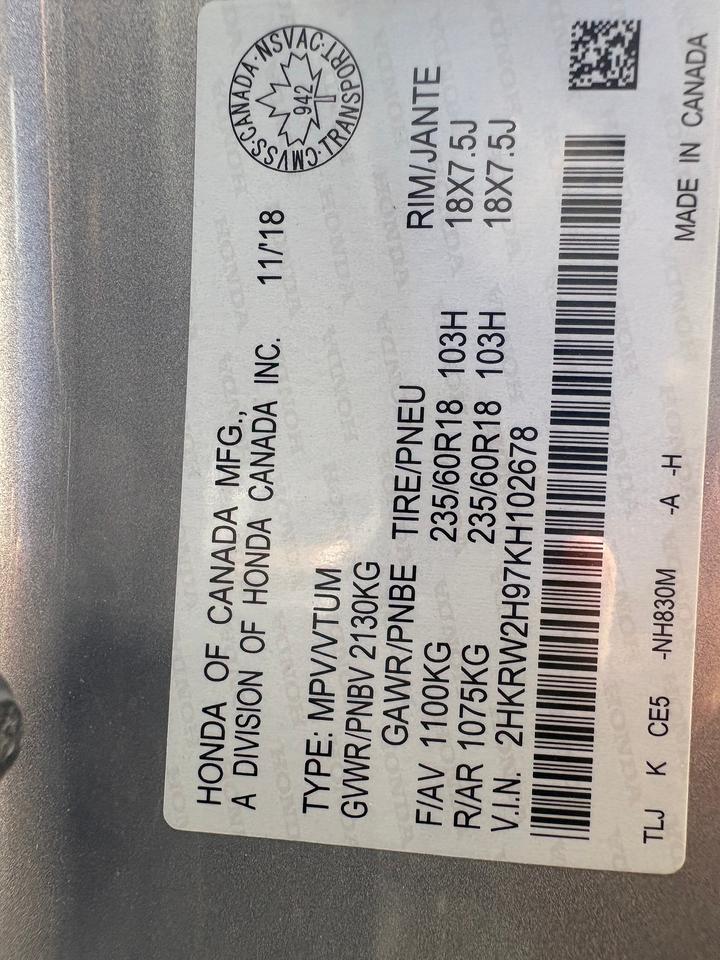 HONDA OF CANADA MFG.,
A DIVISION OF HONDA CANADA INC. 11/'18
CMVSS·CANADA·NSVAC·TRANSPORT·
942
TYPE: MPV/VTUM
GVWR/PNBV 2130KG
GAWR/PNBE TIRE/PNEU RIM/JANTE
F/AV 1100KG 235/60R18 103H 18X7.5J
R/AR 1075KG 235/60R18 103H 18X7.5J
V.I.N. 2HKRW2H97KH102678
TLJ K CE5 -NH830M -A -H MADE IN CANADA